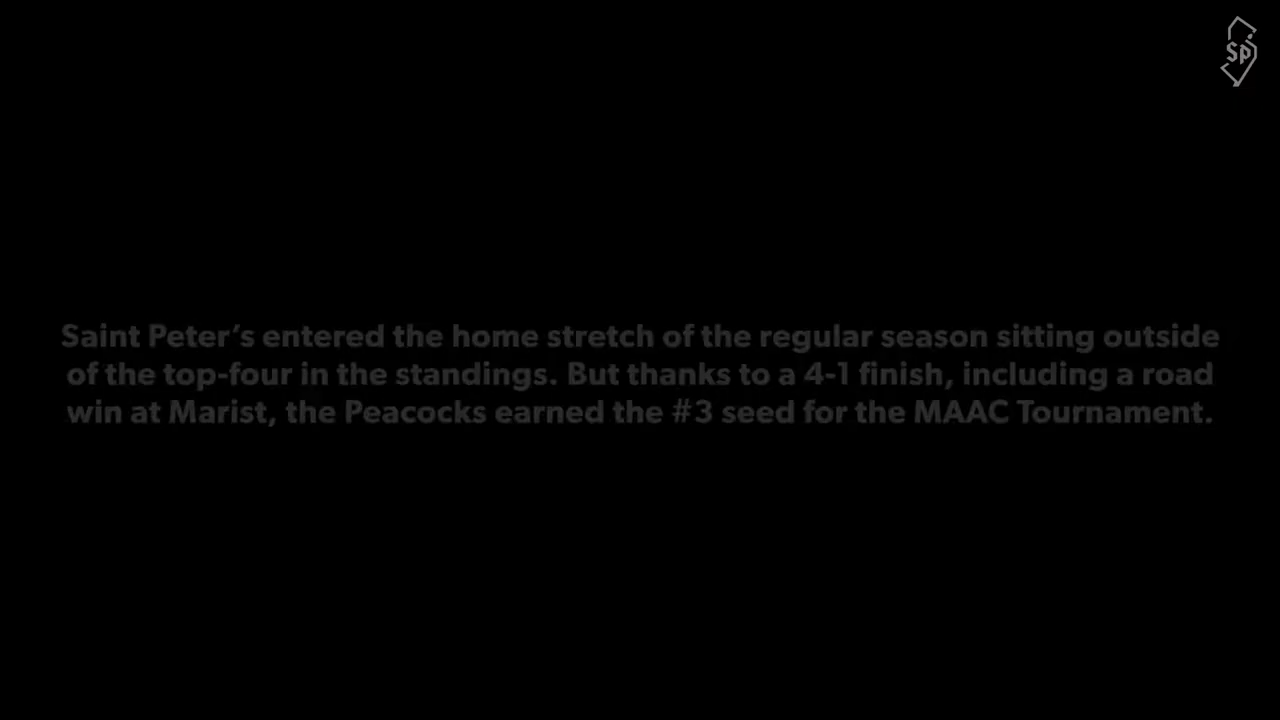 Sp
Saint Peter‘s entered the home stretch of the regular season sitting outside
of the top-four in the standings. But thanks to a 4-1 finish, including a road
win at Marist, the Peacocks earned the #3 seed for the MAAC Tournament.